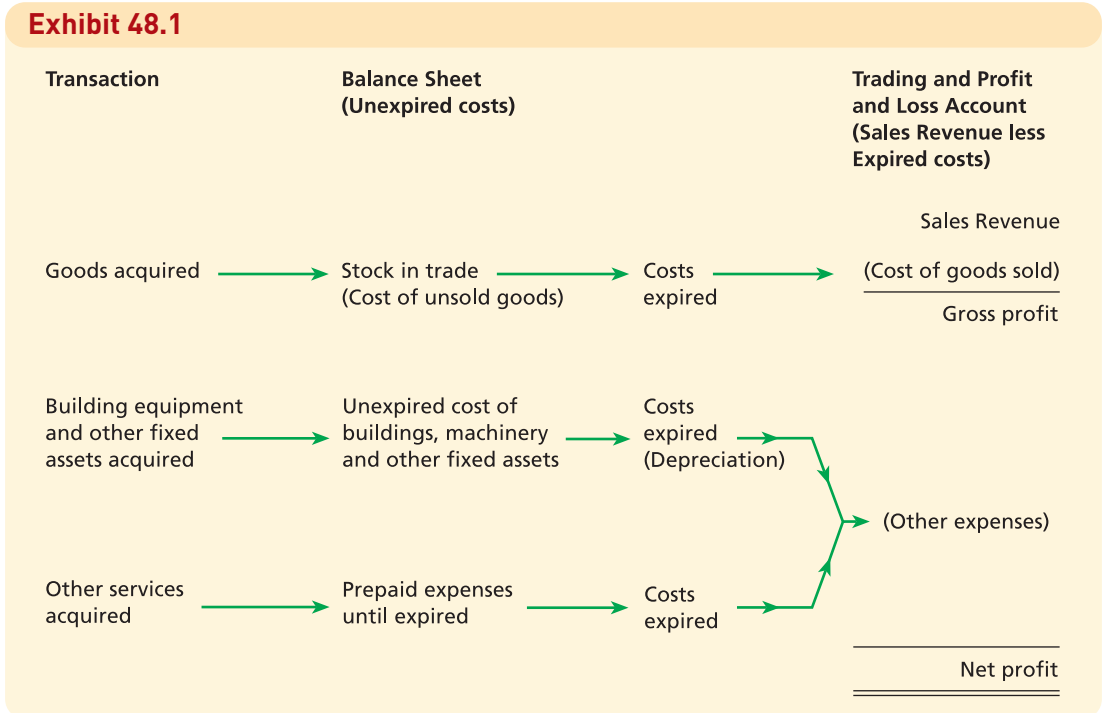 Exhibit 48.1
Transaction
Balance Sheet
(Unexpired costs)
Trading and Profit
and Loss Account
(Sales Revenue less
Expired costs)
Sales Revenue
Goods acquired
Stock in trade
(Cost of unsold goods)
Costs
expired
(Cost of goods sold)
Gross profit
Building equipment
and other fixed
assets acquired
Unexpired cost of
buildings, machinery
and other fixed assets
Costs
expired
(Depreciation)
(Other expenses)
Other services
acquired
Prepaid expenses
until expired
Costs
expired
Net profit